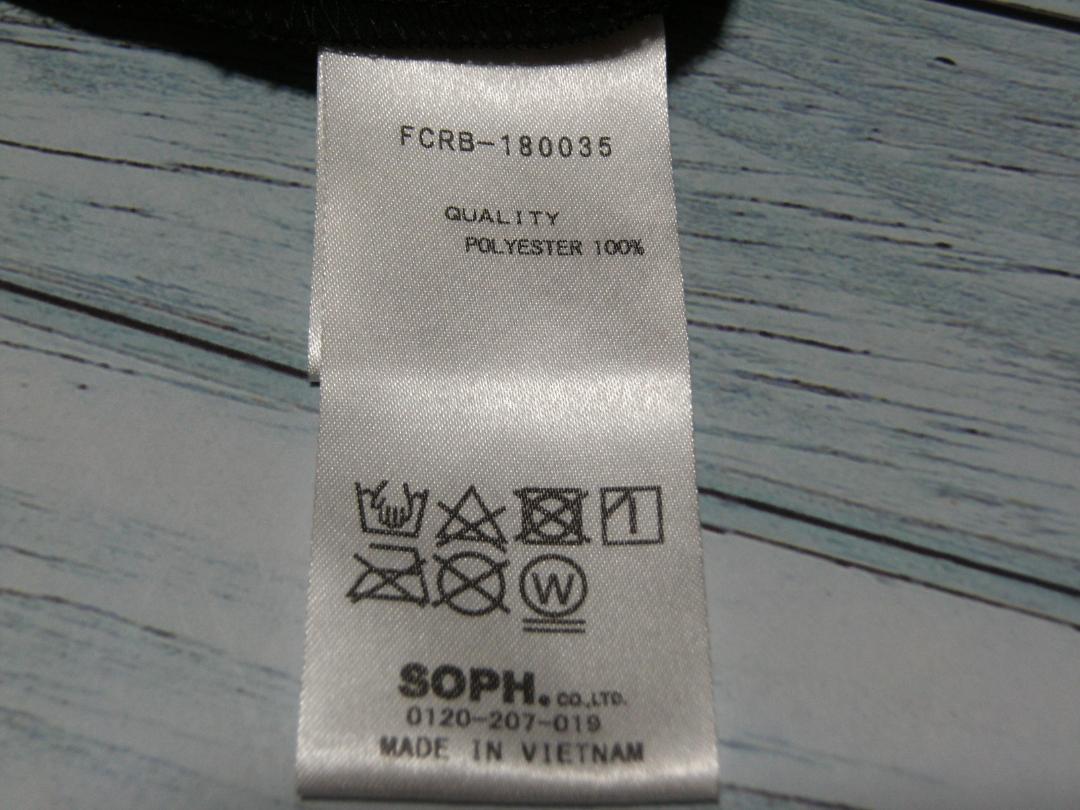 FCRB-180035
QUALITY
POLYESTER 100%
W
SOPH. CO.,LTD.
0120-207-019
MADE IN VIETNAM